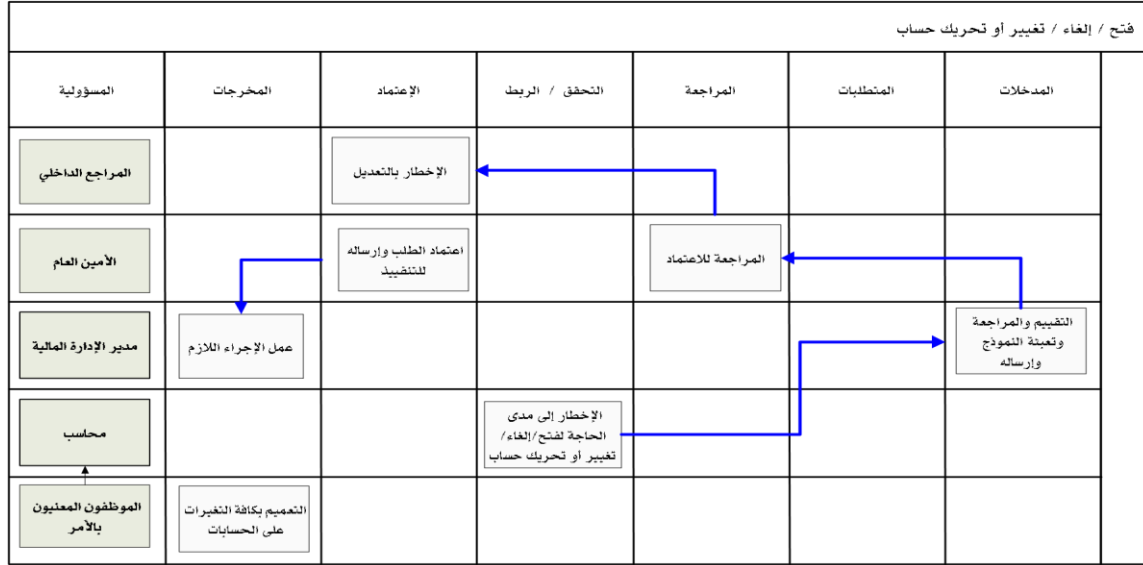 فتح / إلغاء / تغيير أو تحريك حساب
المدخلات
المتطلبات
المراجعة
التحقق / الربط
الإعتماد
المخرجات
المسؤولية
الإخطار بالتعديل
المراجع الداخلي
المراجعة للاعتماد
اعتماد الطلب وإرساله
للتنفييذ
الأمين العام
التقييم والمراجعة
وتعبئة النموذج
وإرساله
عمل الإجراء اللازم
مدير الإدارة المالية
الإخطار إلى مدى
الحاجة لفتح/إلغاء/
تغيير أو تحريك حساب
محاسب
التعميم بكافة التغيرات
على الحسابات
الموظفون المعنيون
بالأمر